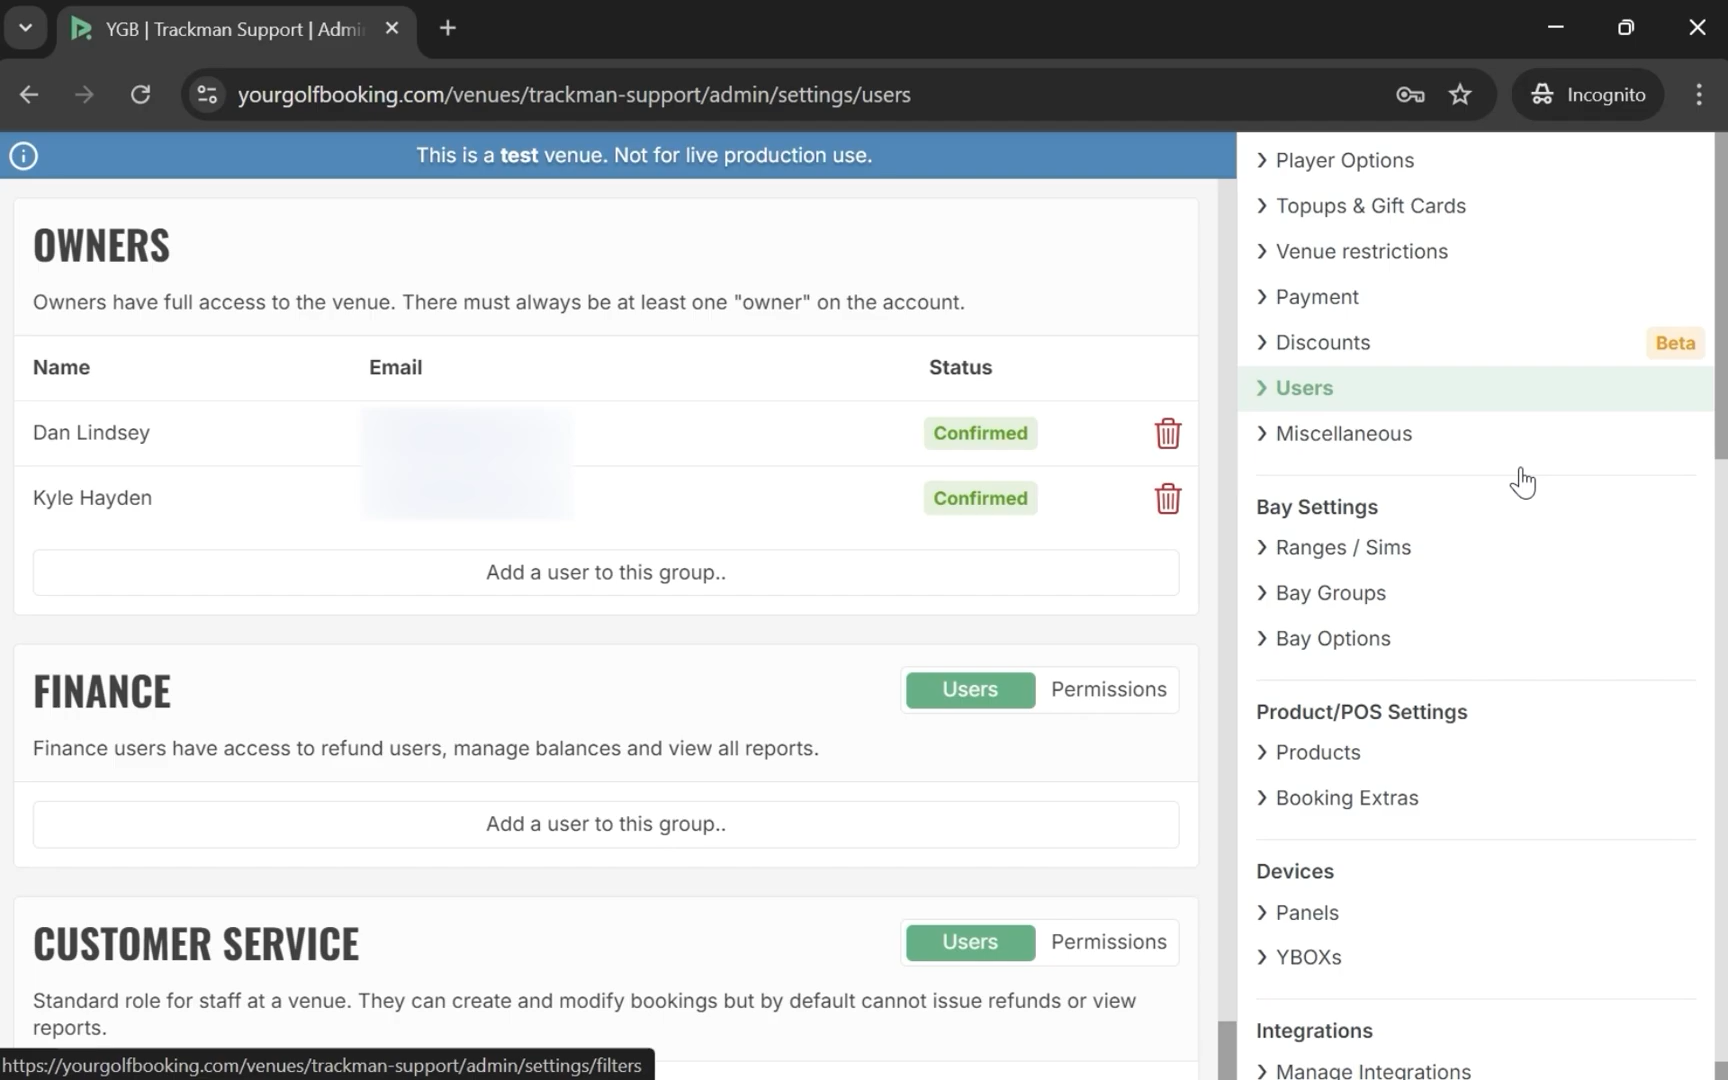 YGB | Trackman Support | Admi
yourgolfbooking.com/venues/trackman-support/admin/settings/users
Incognito
This is a test venue. Not for live production use.
OWNERS
Owners have full access to the venue. There must always be at least one "owner" on the account.
Name Email Status
Dan Lindsey Confirmed
Kyle Hayden Confirmed
Add a user to this group..
FINANCE
Users Permissions
Finance users have access to refund users, manage balances and view all reports.
Add a user to this group..
CUSTOMER SERVICE
Users Permissions
Standard role for staff at a venue. They can create and modify bookings but by default cannot issue refunds or view
reports.
https://yourgolfbooking.com/venues/trackman-support/admin/settings/filters
Player Options
Topups & Gift Cards
Venue restrictions
Payment
Discounts Beta
Users
Miscellaneous
Bay Settings
Ranges / Sims
Bay Groups
Bay Options
Product/POS Settings
Products
Booking Extras
Devices
Panels
YBOXs
Integrations
Manage Integrations